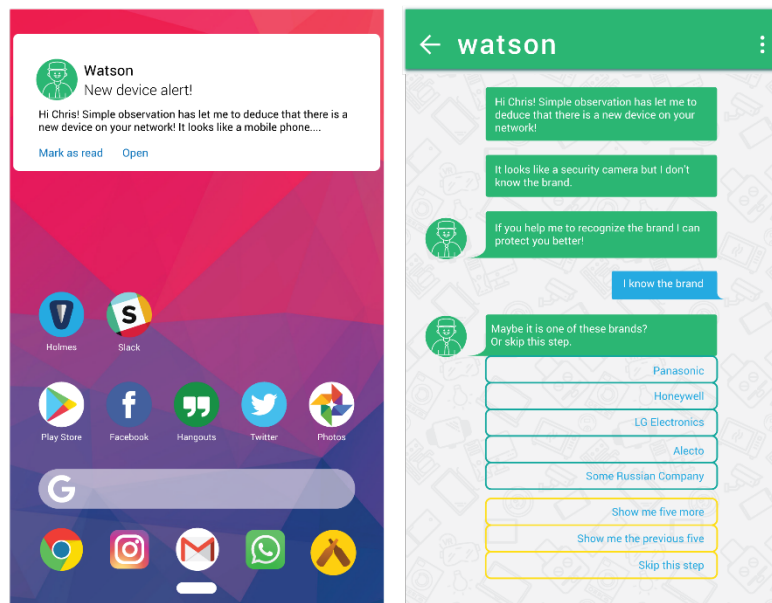 Watson
New device alert!
Hi Chris! Simple observation has let me to deduce that there is a
new device on your network! It looks like a mobile phone....
Mark as read Open
Holmes Slack
S
Play Store Facebook Hangouts Twitter Photos
G
watson
Hi Chris! Simple observation has let me to
deduce that there is a new device on your
network!
It looks like a security camera but I don't
know the brand.
If you help me to recognize the brand I can
protect you better!
I know the brand
Maybe it is one of these brands?
Or skip this step.
Panasonic
Honeywell
LG Electronics
Alecto
Some Russian Company
Show me five more
Show me the previous five
Skip this step